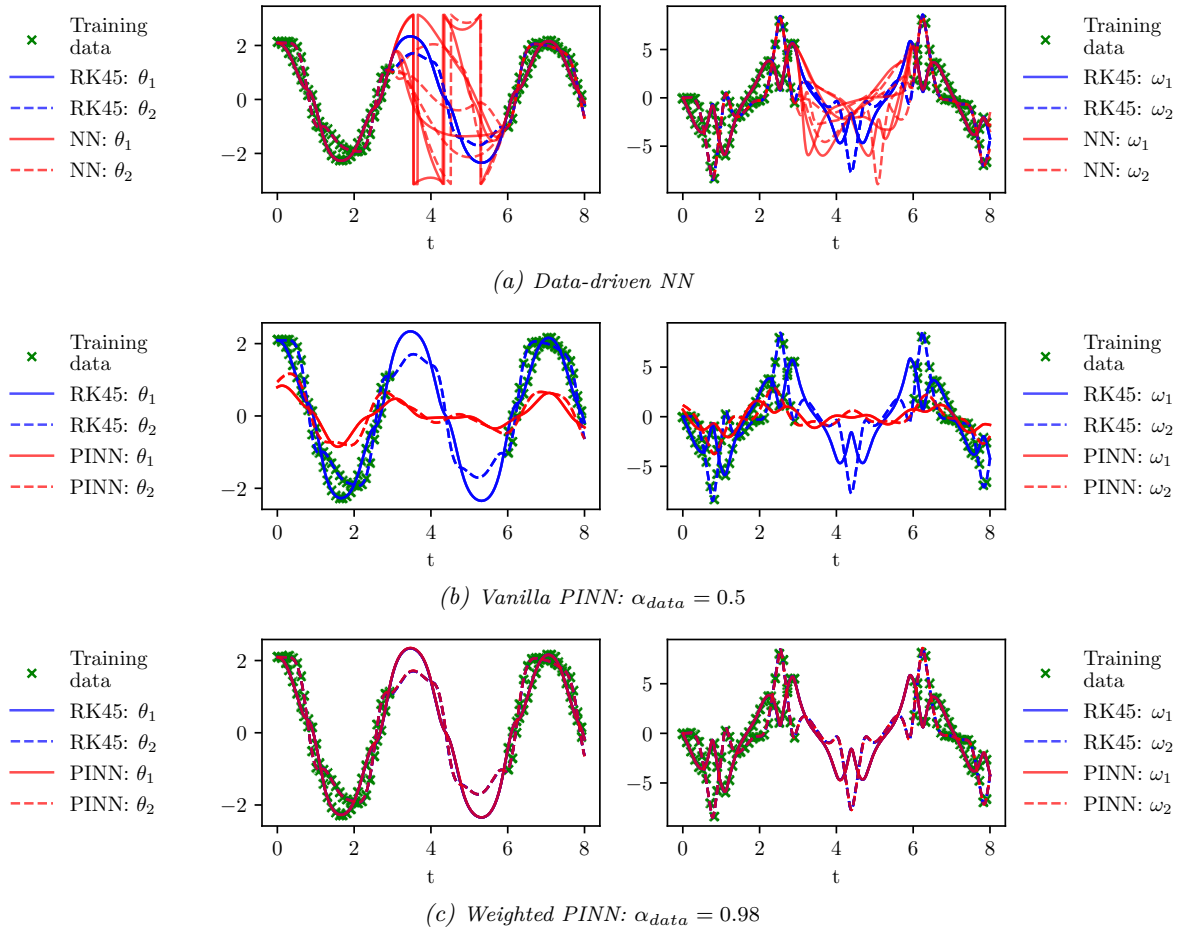 Training
data
RK45: θ₁
RK45: θ₂
NN: θ₁
NN: θ₂
2
0
−2
0 2 4 6 8
t
5
0
−5
0 2 4 6 8
t
Training
data
RK45: ω₁
RK45: ω₂
NN: ω₁
NN: ω₂
(a) Data-driven NN
Training
data
RK45: θ₁
RK45: θ₂
PINN: θ₁
PINN: θ₂
2
0
−2
0 2 4 6 8
t
5
0
−5
0 2 4 6 8
t
Training
data
RK45: ω₁
RK45: ω₂
PINN: ω₁
PINN: ω₂
(b) Vanilla PINN: α_data = 0.5
Training
data
RK45: θ₁
RK45: θ₂
PINN: θ₁
PINN: θ₂
2
0
−2
0 2 4 6 8
t
5
0
−5
0 2 4 6 8
t
Training
data
RK45: ω₁
RK45: ω₂
PINN: ω₁
PINN: ω₂
(c) Weighted PINN: α_data = 0.98